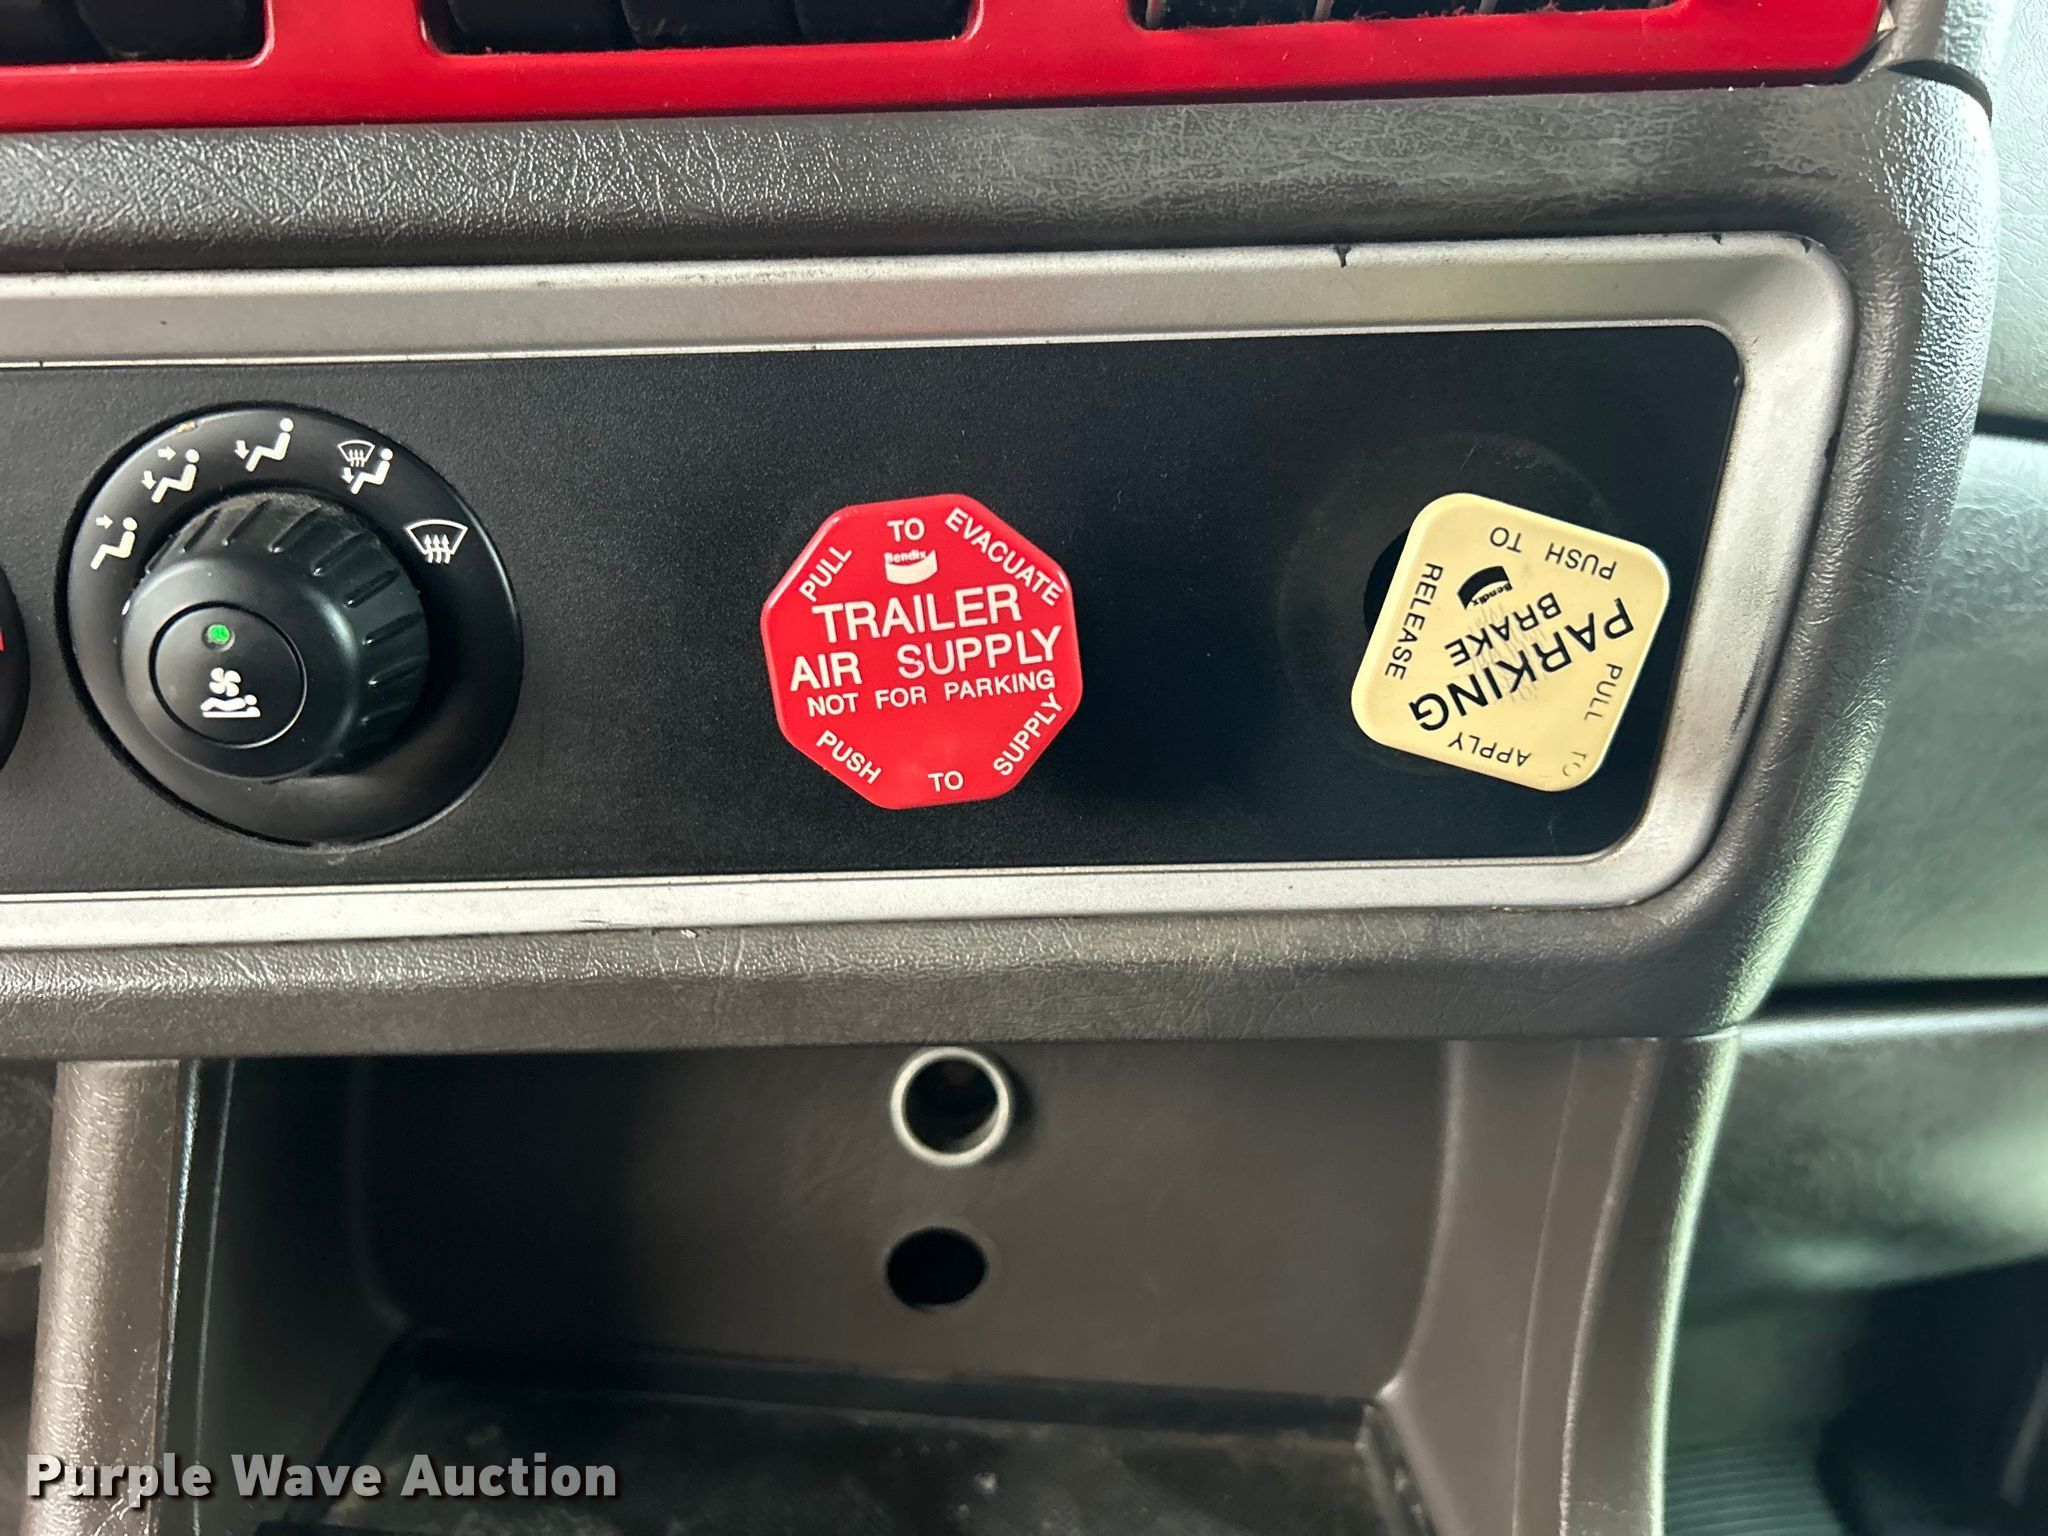 PULL TO EVACUATE
Bendix
TRAILER
AIR SUPPLY
NOT FOR PARKING
PUSH TO SUPPLY
PUSH TO RELEASE
Bendix
PARKING
BRAKE
PULL TO APPLY
Purple Wave Auction